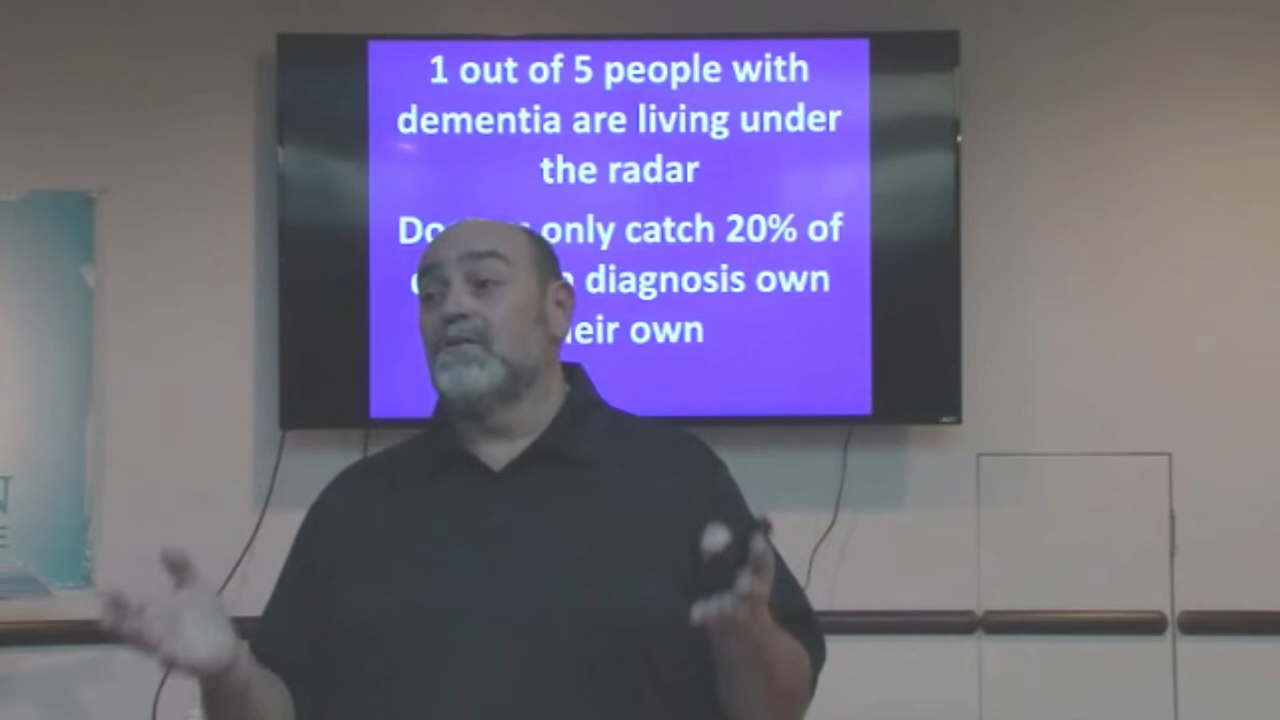 1 out of 5 people with
dementia are living under
the radar
only catch 20% of
diagnosis own
own